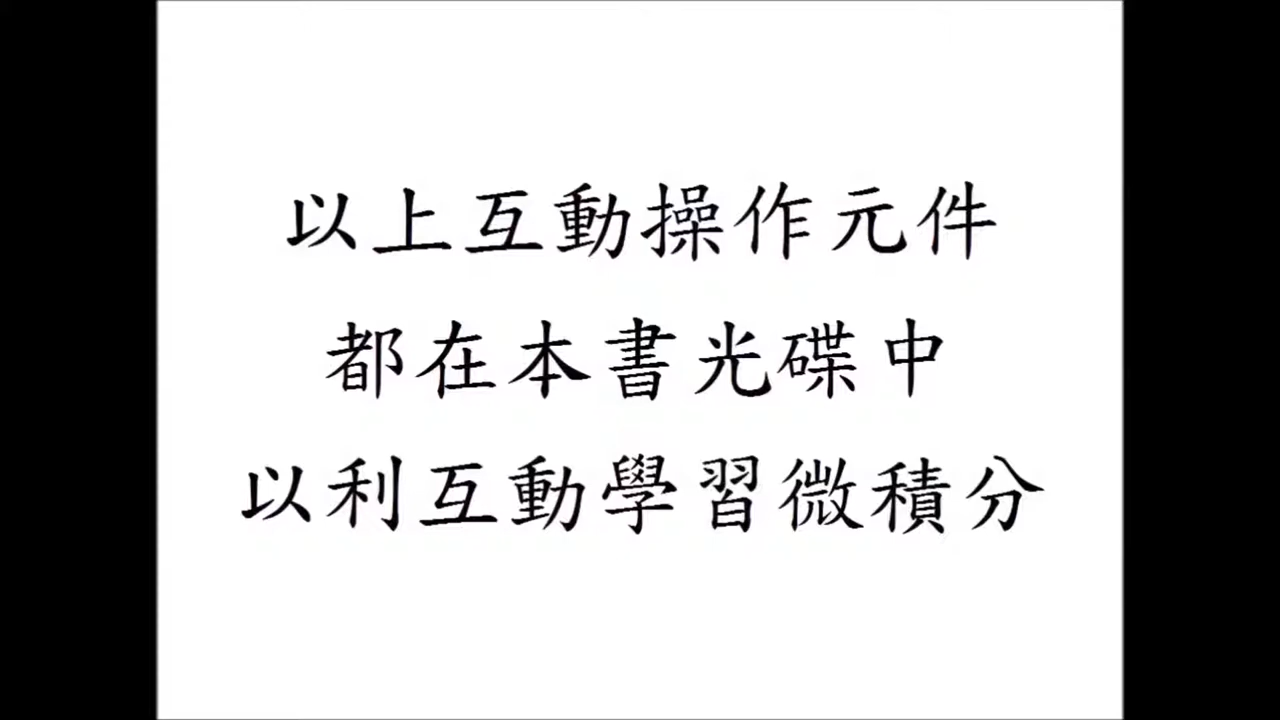 以上互動操作元件
都在本書光碟中
以利互動學習微積分